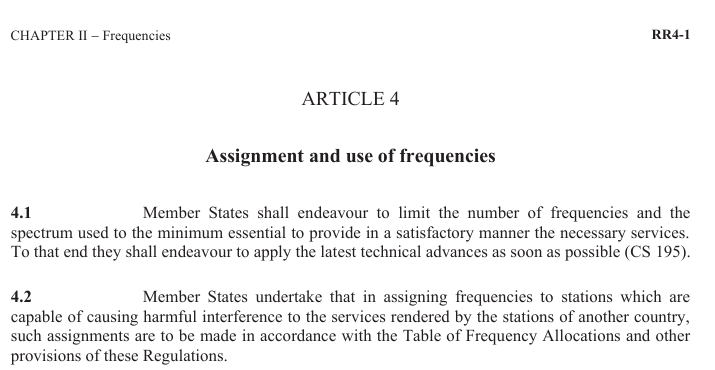 CHAPTER II – Frequencies RR4-1
ARTICLE 4
Assignment and use of frequencies
4.1 Member States shall endeavour to limit the number of frequencies and the
spectrum used to the minimum essential to provide in a satisfactory manner the necessary services.
To that end they shall endeavour to apply the latest technical advances as soon as possible (CS 195).
4.2 Member States undertake that in assigning frequencies to stations which are
capable of causing harmful interference to the services rendered by the stations of another country,
such assignments are to be made in accordance with the Table of Frequency Allocations and other
provisions of these Regulations.